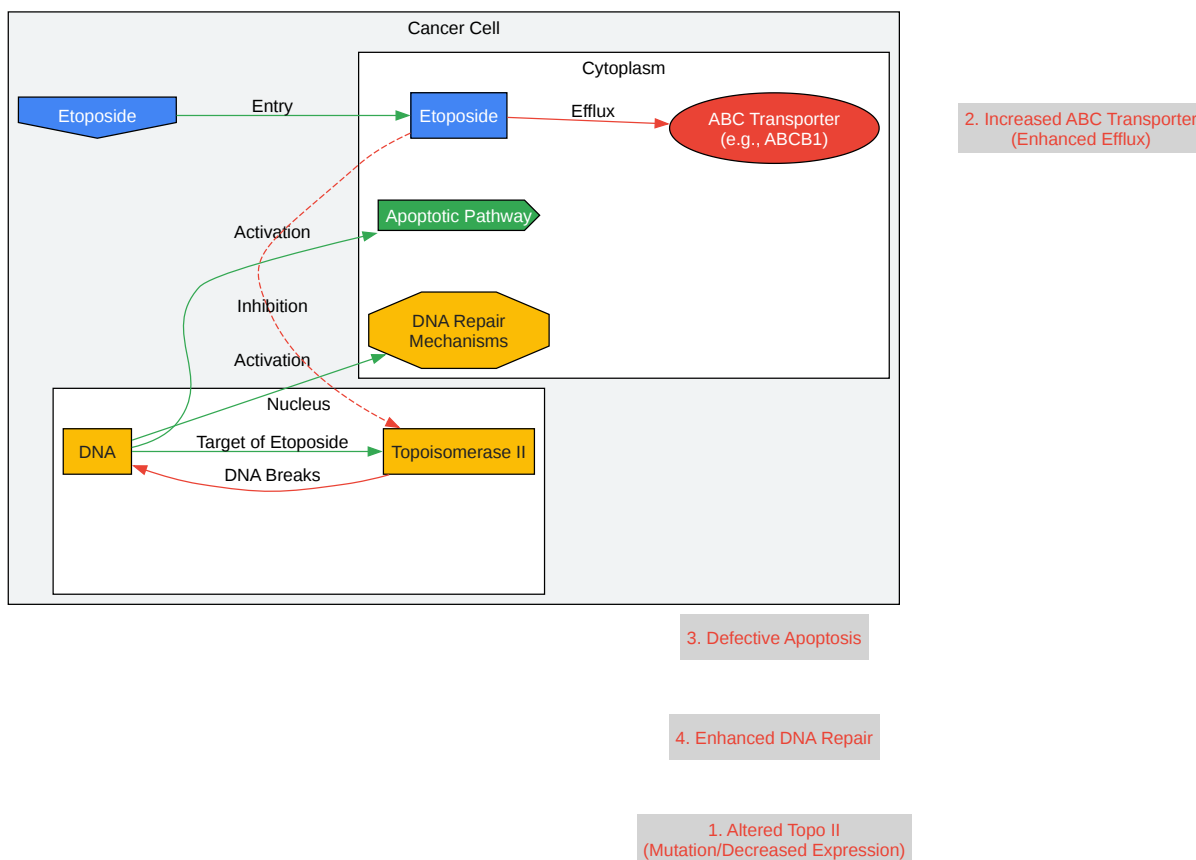 Cancer Cell
Cytoplasm
Etoposide
Entry
Etoposide
Efflux
ABC Transporter
(e.g., ABCB1)
2. Increased ABC Transporter
(Enhanced Efflux)
Apoptotic Pathway
Activation
Inhibition
DNA Repair
Mechanisms
Activation
Nucleus
DNA
Target of Etoposide
Topoisomerase II
DNA Breaks
3. Defective Apoptosis
4. Enhanced DNA Repair
1. Altered Topo II
(Mutation/Decreased Expression)